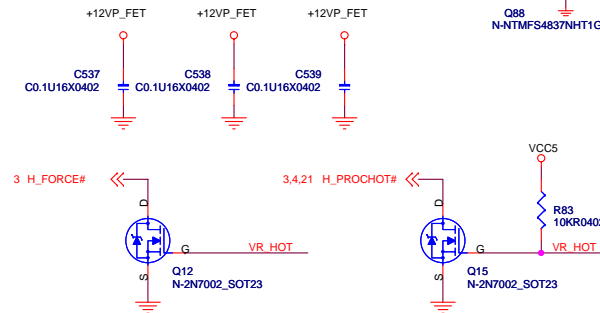 +12VP_FET +12VP_FET +12VP_FET
Q88
N-NTMFS4837NHT1G
C537 C538 C539
C0.1U16X0402 C0.1U16X0402 C0.1U16X0402
VCC5
3 H_FORCE# 3,4,21 H_PROCHOT#
D D
R83
10KR0402
G VR_HOT G VR_HOT
S S
Q12 Q15
N-2N7002_SOT23 N-2N7002_SOT23